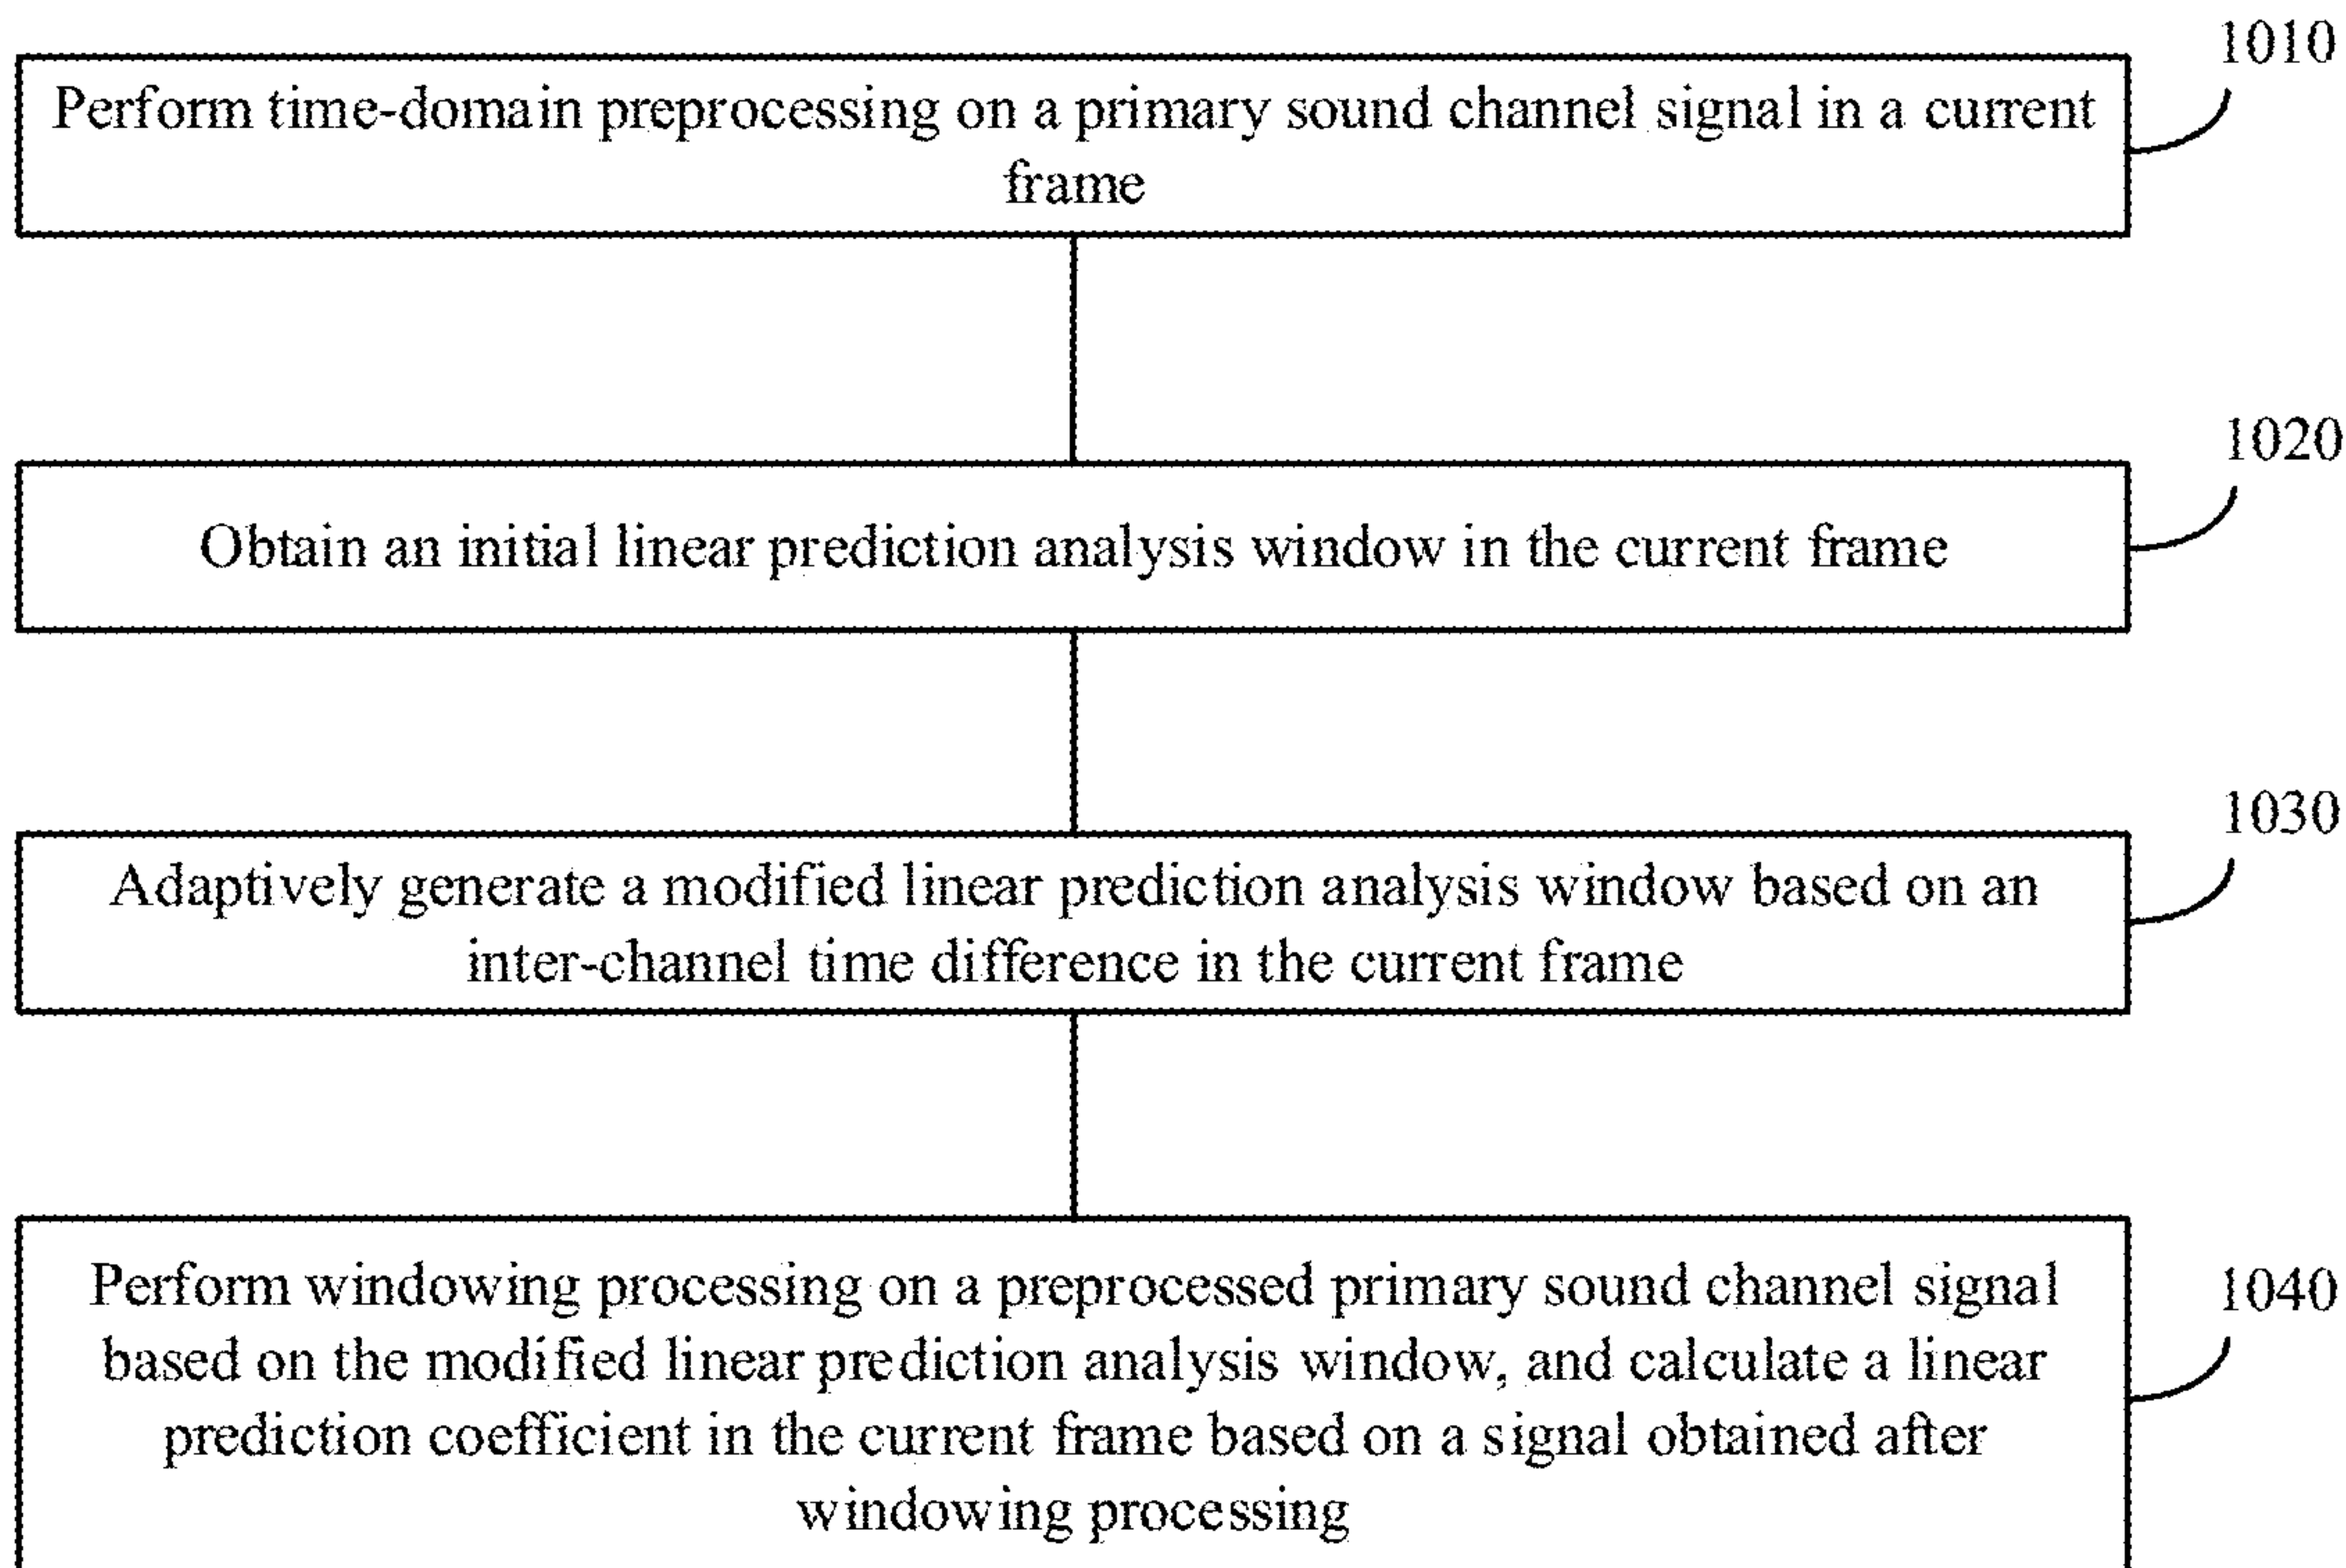 1010
Perform time-domain preprocessing on a primary sound channel signal in a current
frame
1020
Obtain an initial linear prediction analysis window in the current frame
1030
Adaptively generate a modified linear prediction analysis window based on an
inter-channel time difference in the current frame
1040
Perform windowing processing on a preprocessed primary sound channel signal
based on the modified linear prediction analysis window, and calculate a linear
prediction coefficient in the current frame based on a signal obtained after
windowing processing